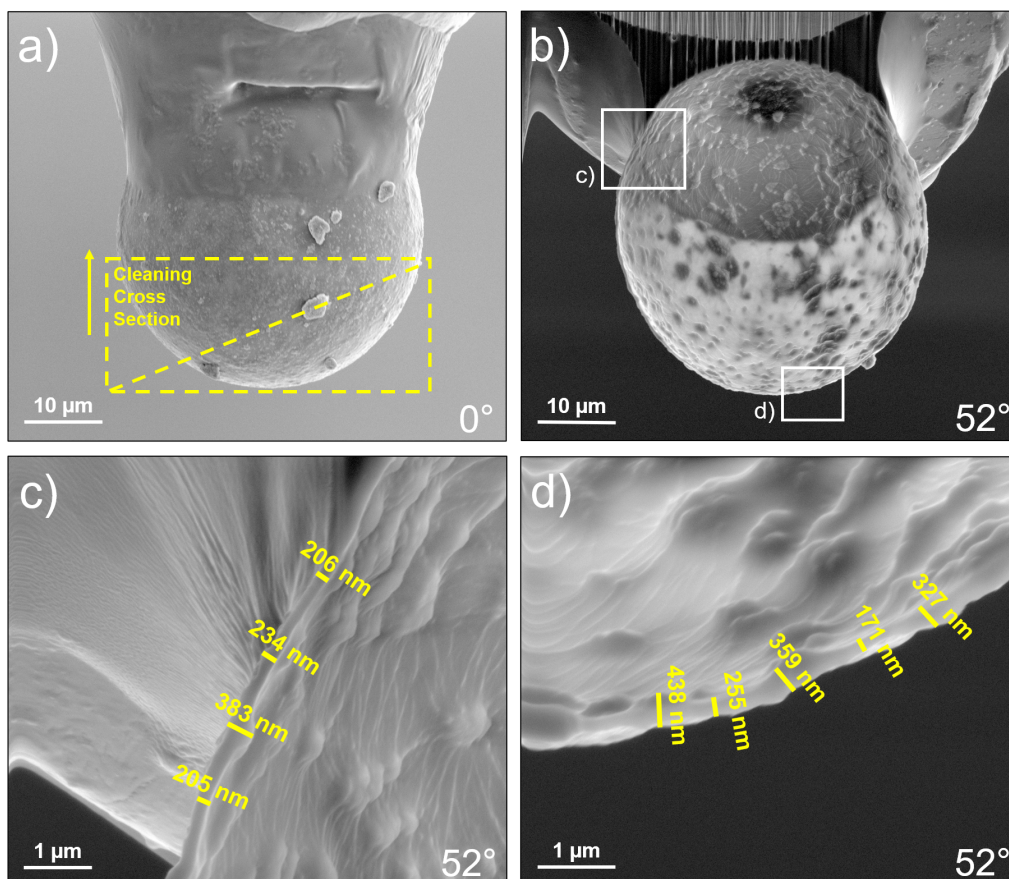 a)
Cleaning
Cross
Section
10 µm
0°
b)
c)
d)
10 µm
52°
c)
206 nm
234 nm
383 nm
205 nm
1 µm
52°
d)
327 nm
171 nm
359 nm
255 nm
438 nm
1 µm
52°